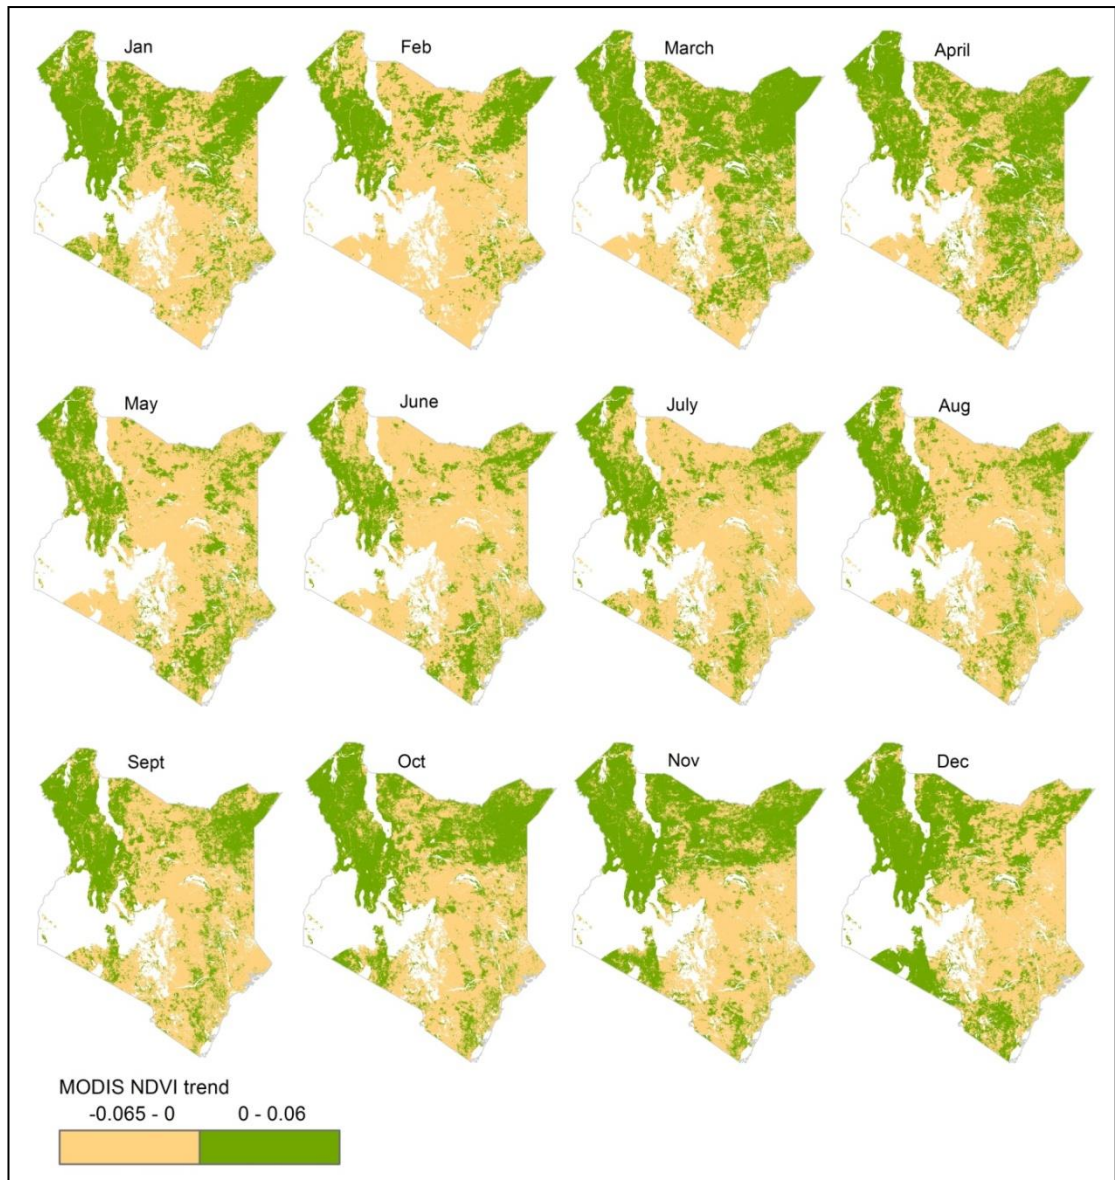 Jan
Feb
March
April
May
June
July
Aug
Sept
Oct
Nov
Dec
MODIS NDVI trend
-0.065 - 0
0 - 0.06